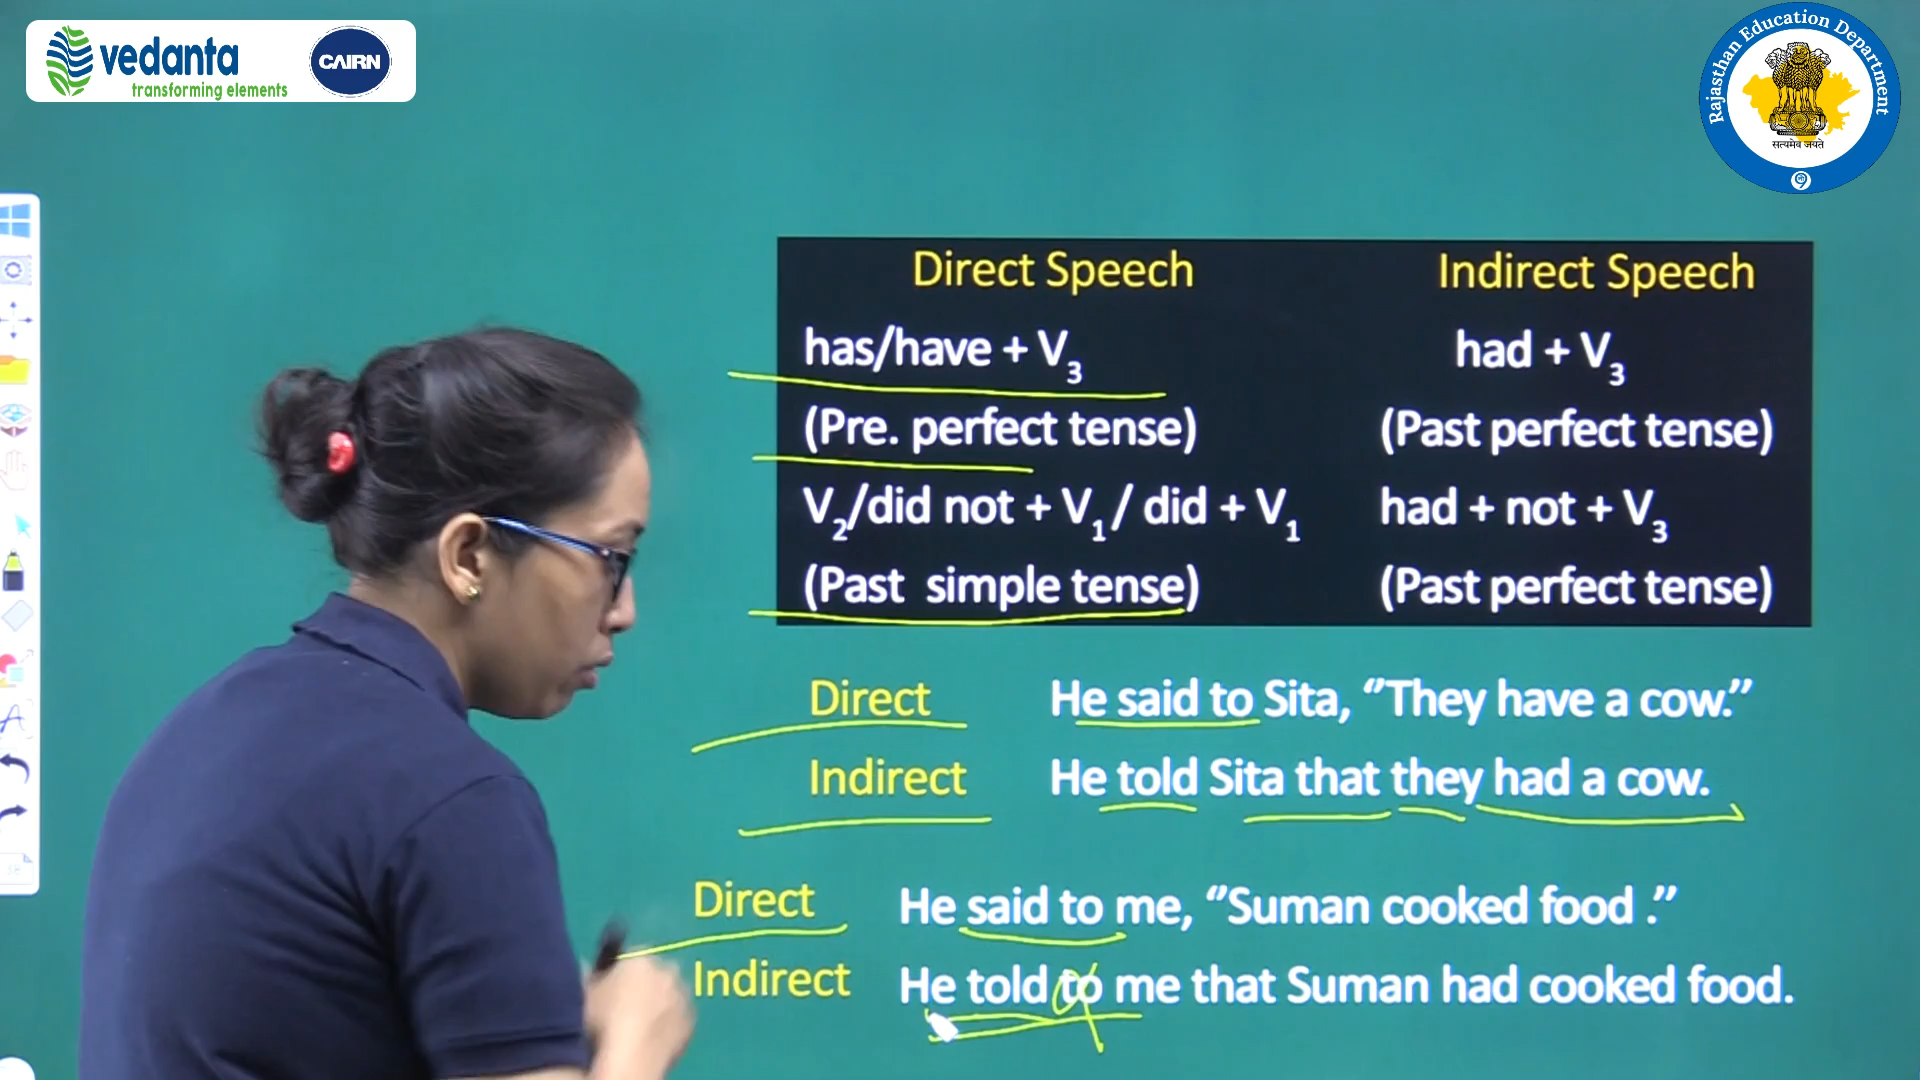 vedanta
transforming elements
CAIRN
Rajasthan Education Department
सत्यमेव जयते
Direct Speech Indirect Speech
has/have + V3 had + V3
(Pre. perfect tense) (Past perfect tense)
V2/did not + V1/ did + V1 had + not + V3
(Past simple tense) (Past perfect tense)
Direct He said to Sita, “They have a cow.”
Indirect He told Sita that they had a cow.
Direct He said to me, “Suman cooked food .”
Indirect He told to me that Suman had cooked food.